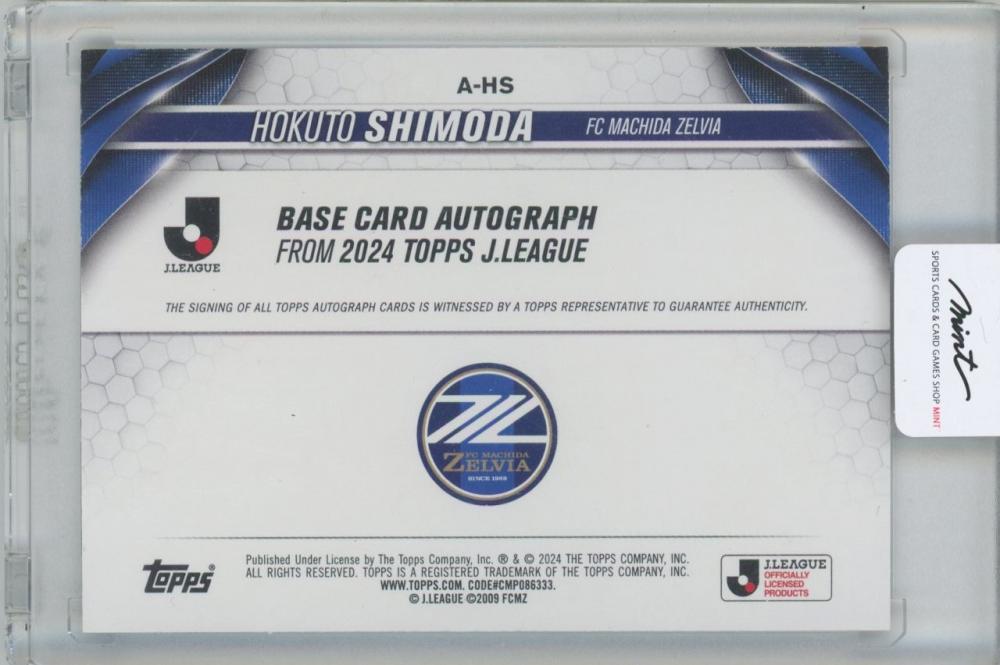 A-HS
HOKUTO SHIMODA FC MACHIDA ZELVIA
J.LEAGUE
BASE CARD AUTOGRAPH
FROM 2024 TOPPS J.LEAGUE
THE SIGNING OF ALL TOPPS AUTOGRAPH CARDS IS WITNESSED BY A TOPPS REPRESENTATIVE TO GUARANTEE AUTHENTICITY.
mint
SPORTS CARDS & CARD GAMES SHOP MINT
FC MACHIDA
ZELVIA
SINCE 1989
topps®
Published Under License by The Topps Company, Inc. ® & © 2024 THE TOPPS COMPANY, INC.
ALL RIGHTS RESERVED. TOPPS IS A REGISTERED TRADEMARK OF THE TOPPS COMPANY, INC.
WWW.TOPPS.COM. CODE#CMP086333.
© J.LEAGUE ©2009 FCMZ
J.LEAGUE
OFFICIALLY
LICENSED
PRODUCTS